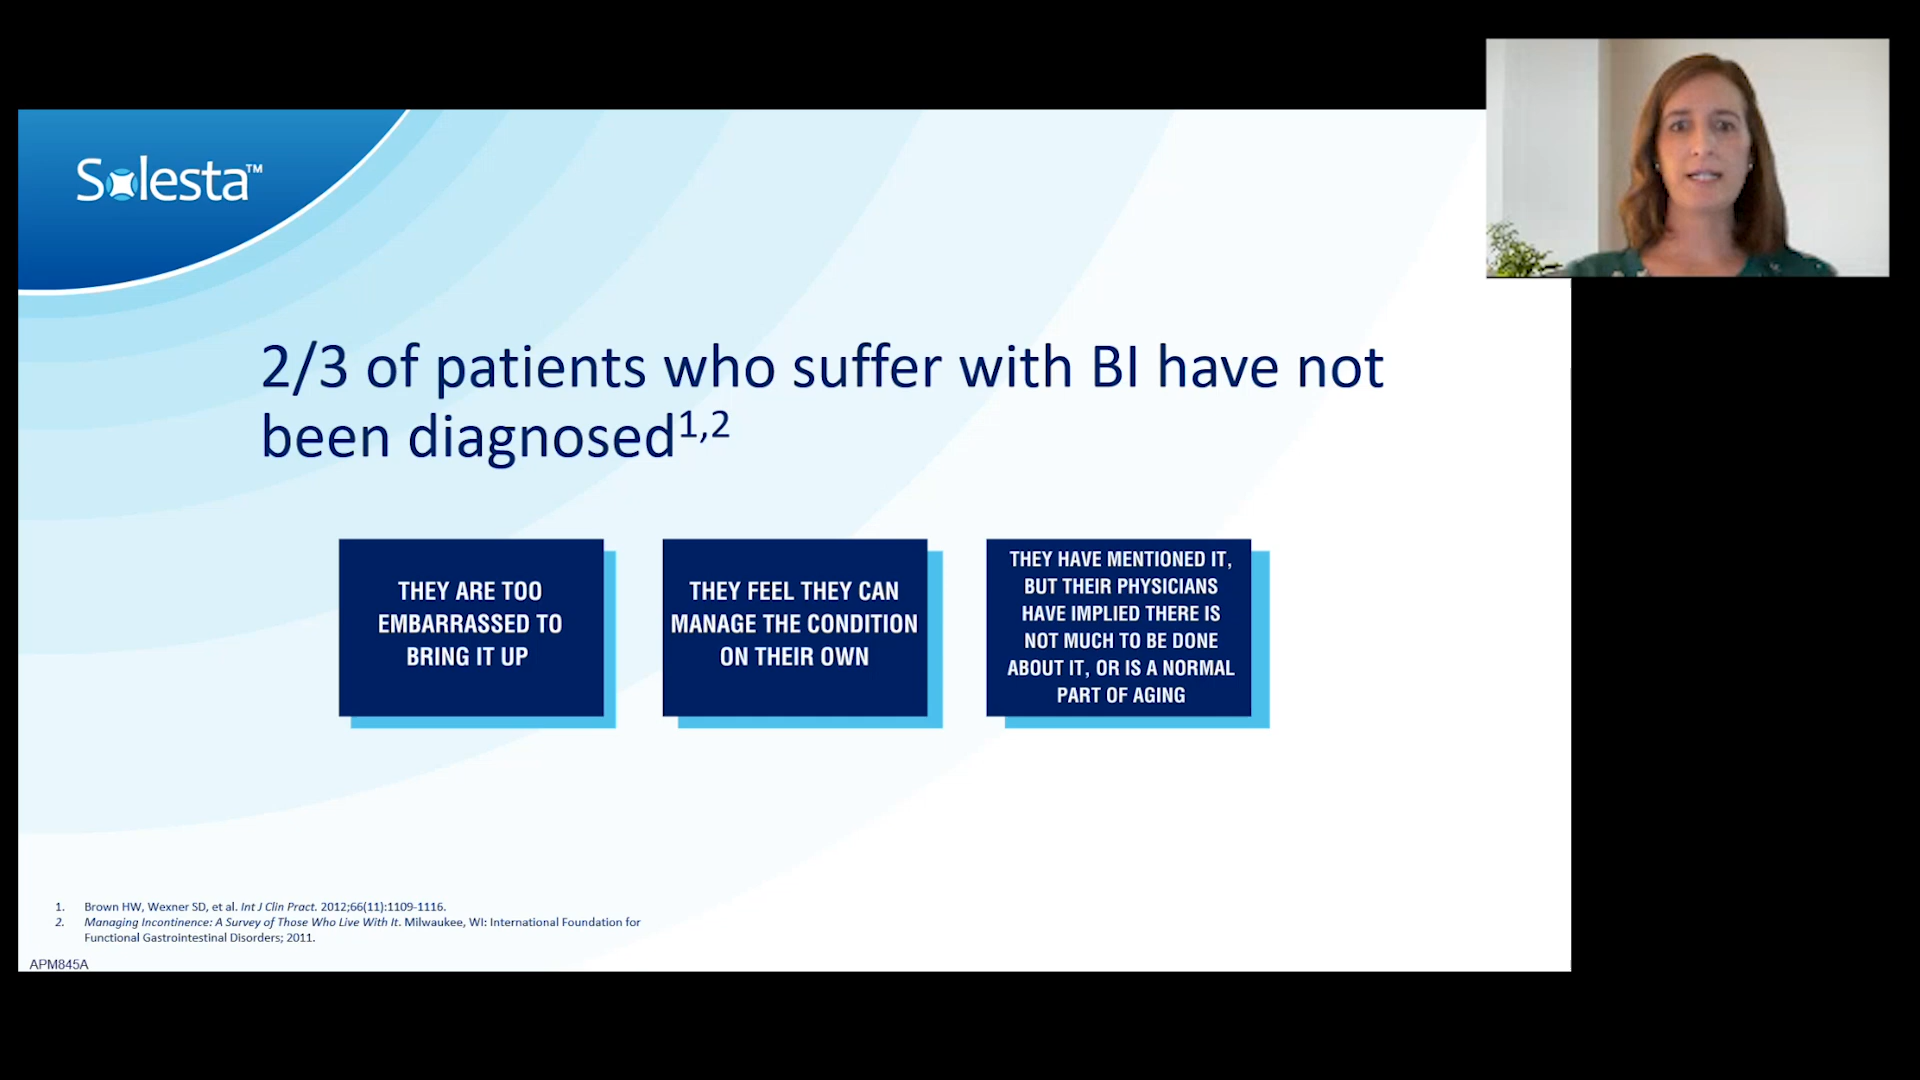 Solesta™
2/3 of patients who suffer with BI have not
been diagnosed1,2
THEY ARE TOO
EMBARRASSED TO
BRING IT UP
THEY FEEL THEY CAN
MANAGE THE CONDITION
ON THEIR OWN
THEY HAVE MENTIONED IT,
BUT THEIR PHYSICIANS
HAVE IMPLIED THERE IS
NOT MUCH TO BE DONE
ABOUT IT, OR IS A NORMAL
PART OF AGING
1. Brown HW, Wexner SD, et al. Int J Clin Pract. 2012;66(11):1109-1116.
2. Managing Incontinence: A Survey of Those Who Live With It. Milwaukee, WI: International Foundation for
Functional Gastrointestinal Disorders; 2011.
APM845A